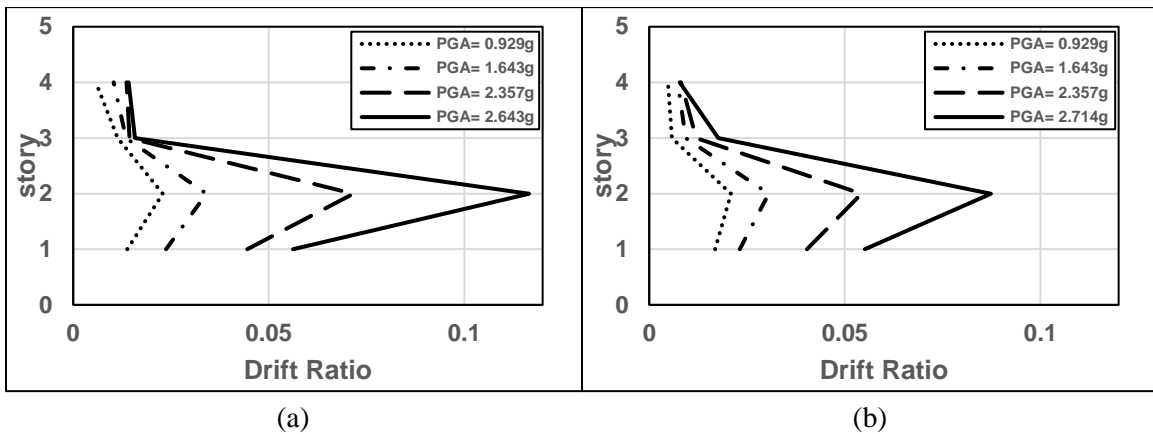 5
4
3
2
1
0
story
0
0.05
0.1
Drift Ratio
PGA= 0.929g
PGA= 1.643g
PGA= 2.357g
PGA= 2.643g
(a)
5
4
3
2
1
0
story
0
0.05
0.1
Drift Ratio
PGA= 0.929g
PGA= 1.643g
PGA= 2.357g
PGA= 2.714g
(b)